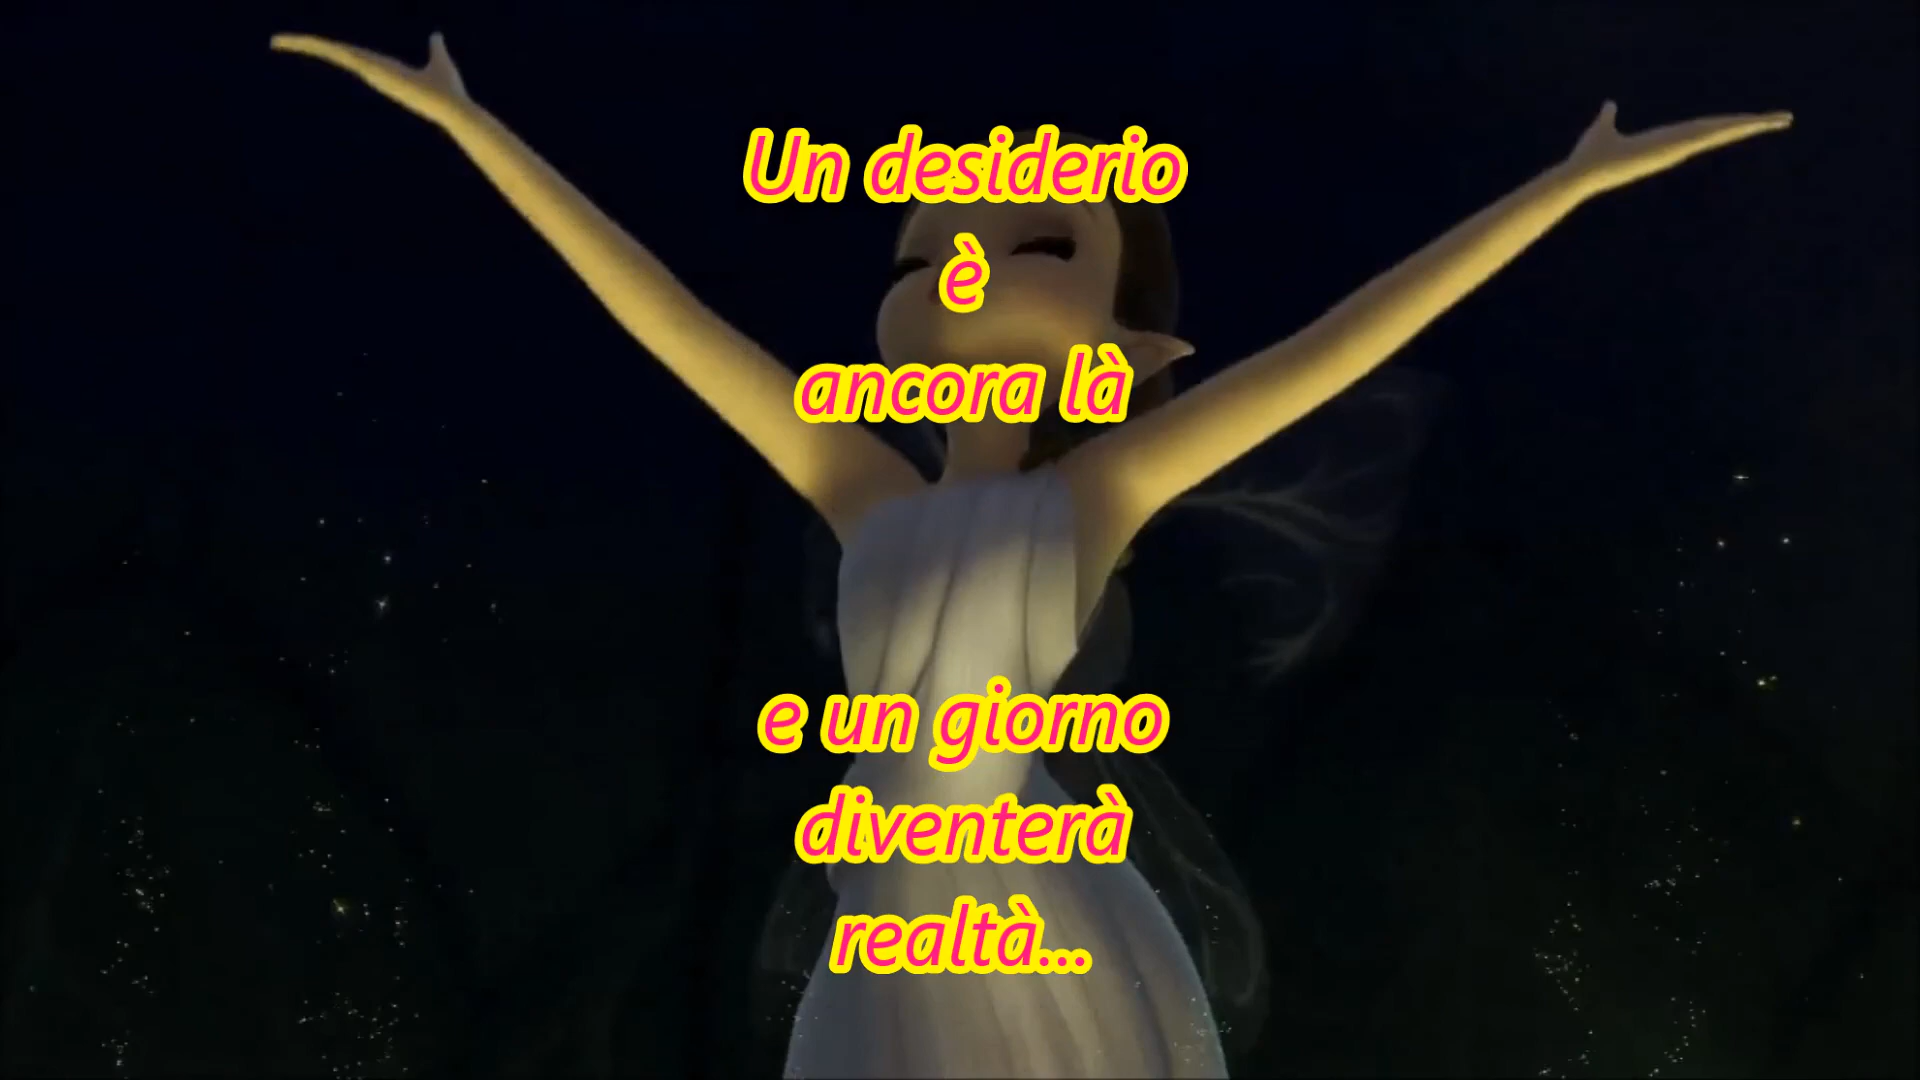 Un desiderio
è
ancora là
e un giorno
diventerà
realtà...